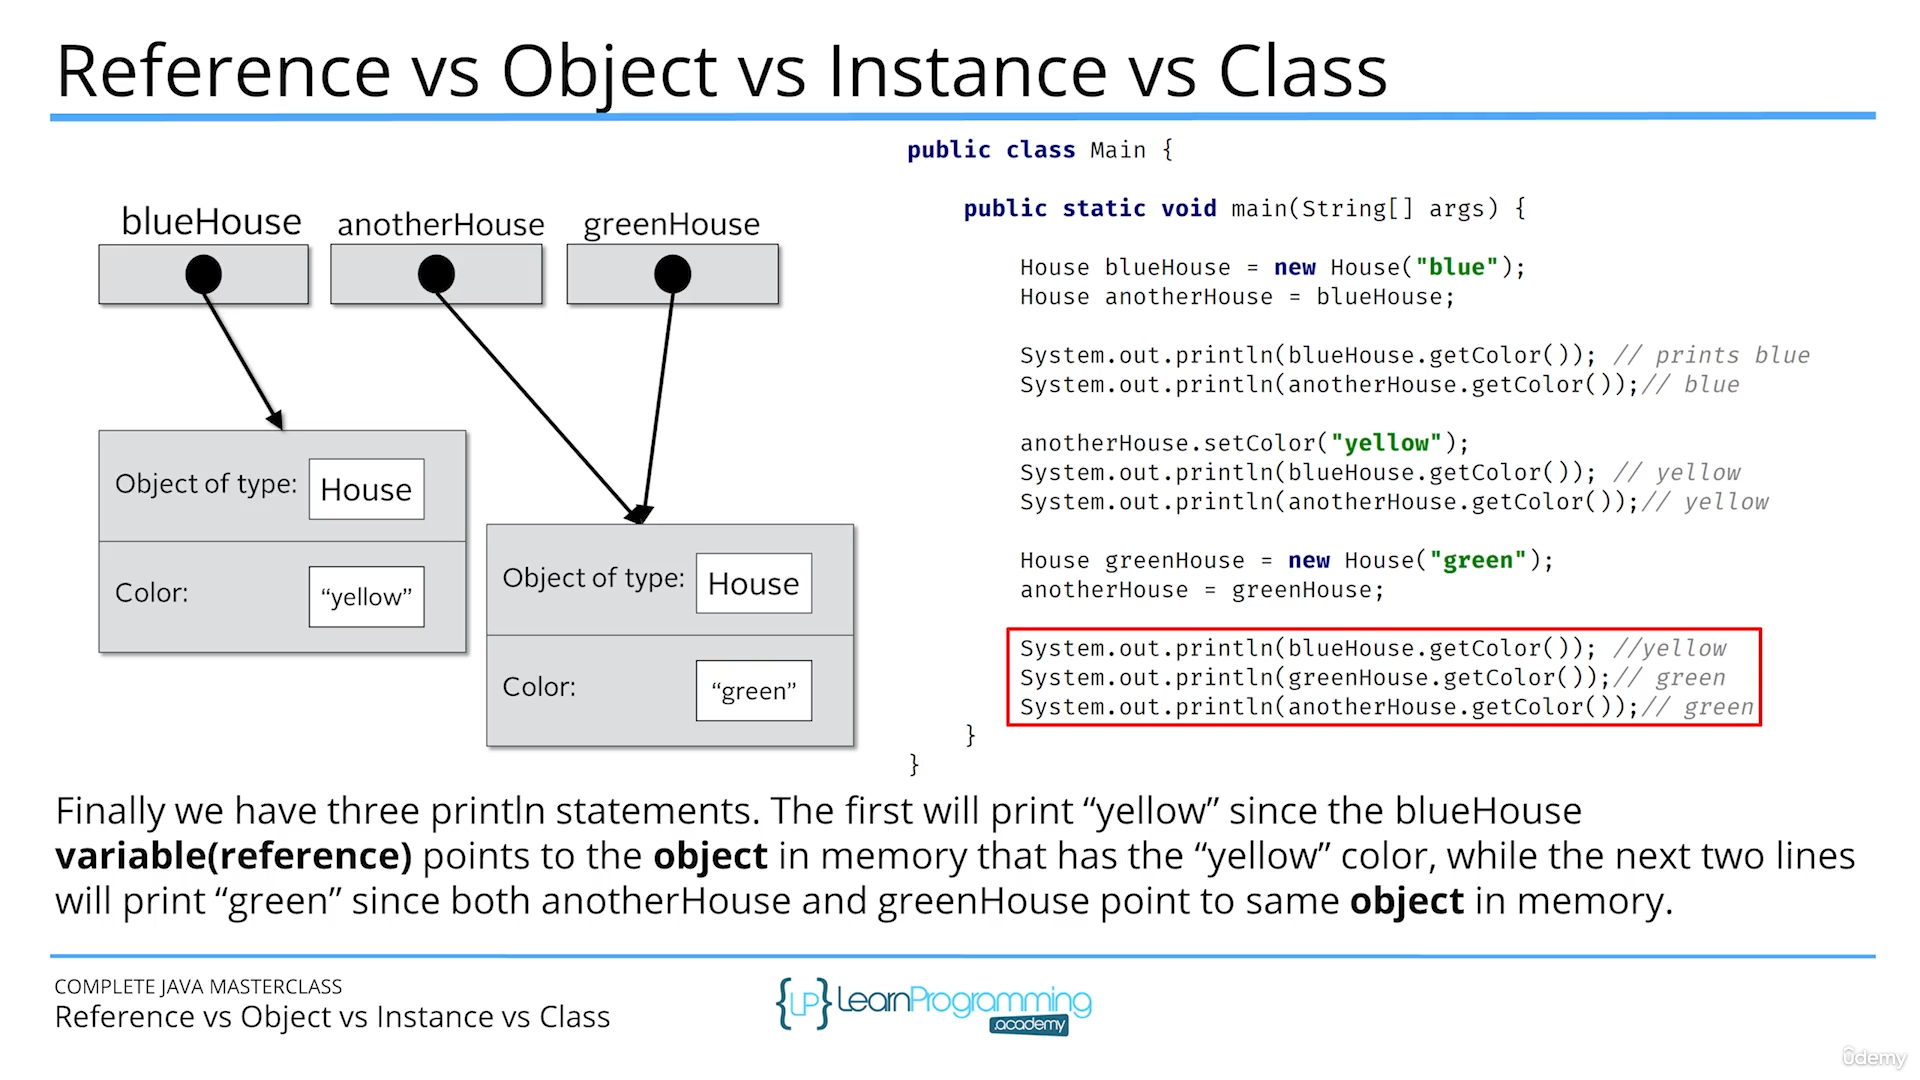 Reference vs Object vs Instance vs Class
blueHouse
anotherHouse
greenHouse
Object of type:
House
Color:
“yellow”
Object of type:
House
Color:
“green”
public class Main {
public static void main(String[] args) {
House blueHouse = new House("blue");
House anotherHouse = blueHouse;
System.out.println(blueHouse.getColor()); // prints blue
System.out.println(anotherHouse.getColor());// blue
anotherHouse.setColor("yellow");
System.out.println(blueHouse.getColor()); // yellow
System.out.println(anotherHouse.getColor());// yellow
House greenHouse = new House("green");
anotherHouse = greenHouse;
System.out.println(blueHouse.getColor()); //yellow
System.out.println(greenHouse.getColor());// green
System.out.println(anotherHouse.getColor());// green
}
}
Finally we have three println statements. The first will print “yellow” since the blueHouse
variable(reference) points to the object in memory that has the “yellow” color, while the next two lines
will print “green” since both anotherHouse and greenHouse point to same object in memory.
COMPLETE JAVA MASTERCLASS
Reference vs Object vs Instance vs Class
{LP} LearnProgramming
.academy
ûdemy